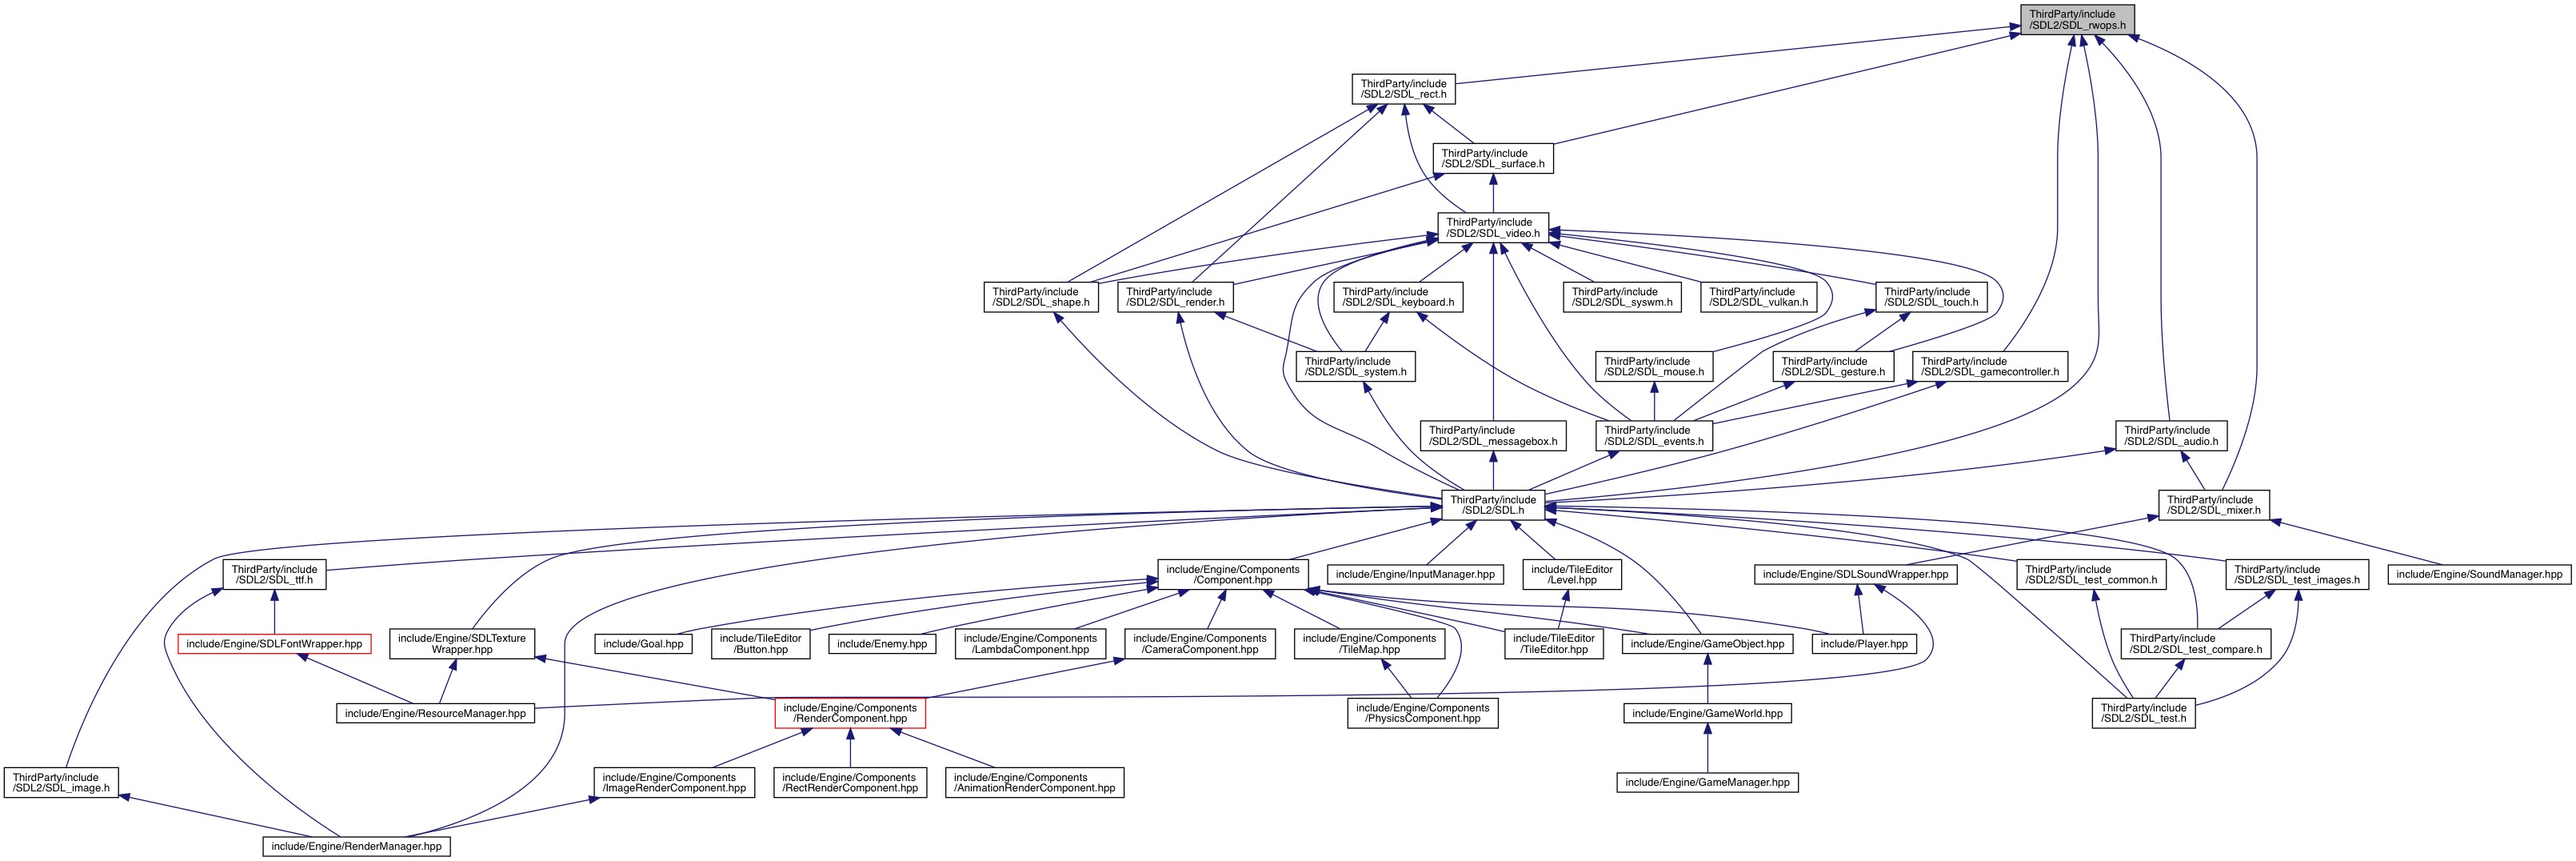 ThirdParty/include
/SDL2/SDL_rwops.h
ThirdParty/include
/SDL2/SDL_rect.h
ThirdParty/include
/SDL2/SDL_surface.h
ThirdParty/include
/SDL2/SDL_video.h
ThirdParty/include
/SDL2/SDL_shape.h
ThirdParty/include
/SDL2/SDL_render.h
ThirdParty/include
/SDL2/SDL_keyboard.h
ThirdParty/include
/SDL2/SDL_syswm.h
ThirdParty/include
/SDL2/SDL_vulkan.h
ThirdParty/include
/SDL2/SDL_touch.h
ThirdParty/include
/SDL2/SDL_system.h
ThirdParty/include
/SDL2/SDL_mouse.h
ThirdParty/include
/SDL2/SDL_gesture.h
ThirdParty/include
/SDL2/SDL_gamecontroller.h
ThirdParty/include
/SDL2/SDL_messagebox.h
ThirdParty/include
/SDL2/SDL_events.h
ThirdParty/include
/SDL2/SDL_audio.h
ThirdParty/include
/SDL2/SDL.h
ThirdParty/include
/SDL2/SDL_mixer.h
ThirdParty/include
/SDL2/SDL_ttf.h
include/Engine/Components
/Component.hpp
include/Engine/InputManager.hpp
include/TileEditor
/Level.hpp
include/Engine/SDLSoundWrapper.hpp
ThirdParty/include
/SDL2/SDL_test_common.h
ThirdParty/include
/SDL2/SDL_test_images.h
include/Engine/SoundManager.hpp
include/Engine/SDLFontWrapper.hpp
include/Engine/SDLTexture
Wrapper.hpp
include/Goal.hpp
include/TileEditor
/Button.hpp
include/Enemy.hpp
include/Engine/Components
/LambdaComponent.hpp
include/Engine/Components
/CameraComponent.hpp
include/Engine/Components
/TileMap.hpp
include/TileEditor
/TileEditor.hpp
include/Engine/GameObject.hpp
include/Player.hpp
ThirdParty/include
/SDL2/SDL_test_compare.h
include/Engine/ResourceManager.hpp
include/Engine/Components
/RenderComponent.hpp
include/Engine/Components
/PhysicsComponent.hpp
include/Engine/GameWorld.hpp
ThirdParty/include
/SDL2/SDL_test.h
ThirdParty/include
/SDL2/SDL_image.h
include/Engine/Components
/ImageRenderComponent.hpp
include/Engine/Components
/RectRenderComponent.hpp
include/Engine/Components
/AnimationRenderComponent.hpp
include/Engine/GameManager.hpp
include/Engine/RenderManager.hpp